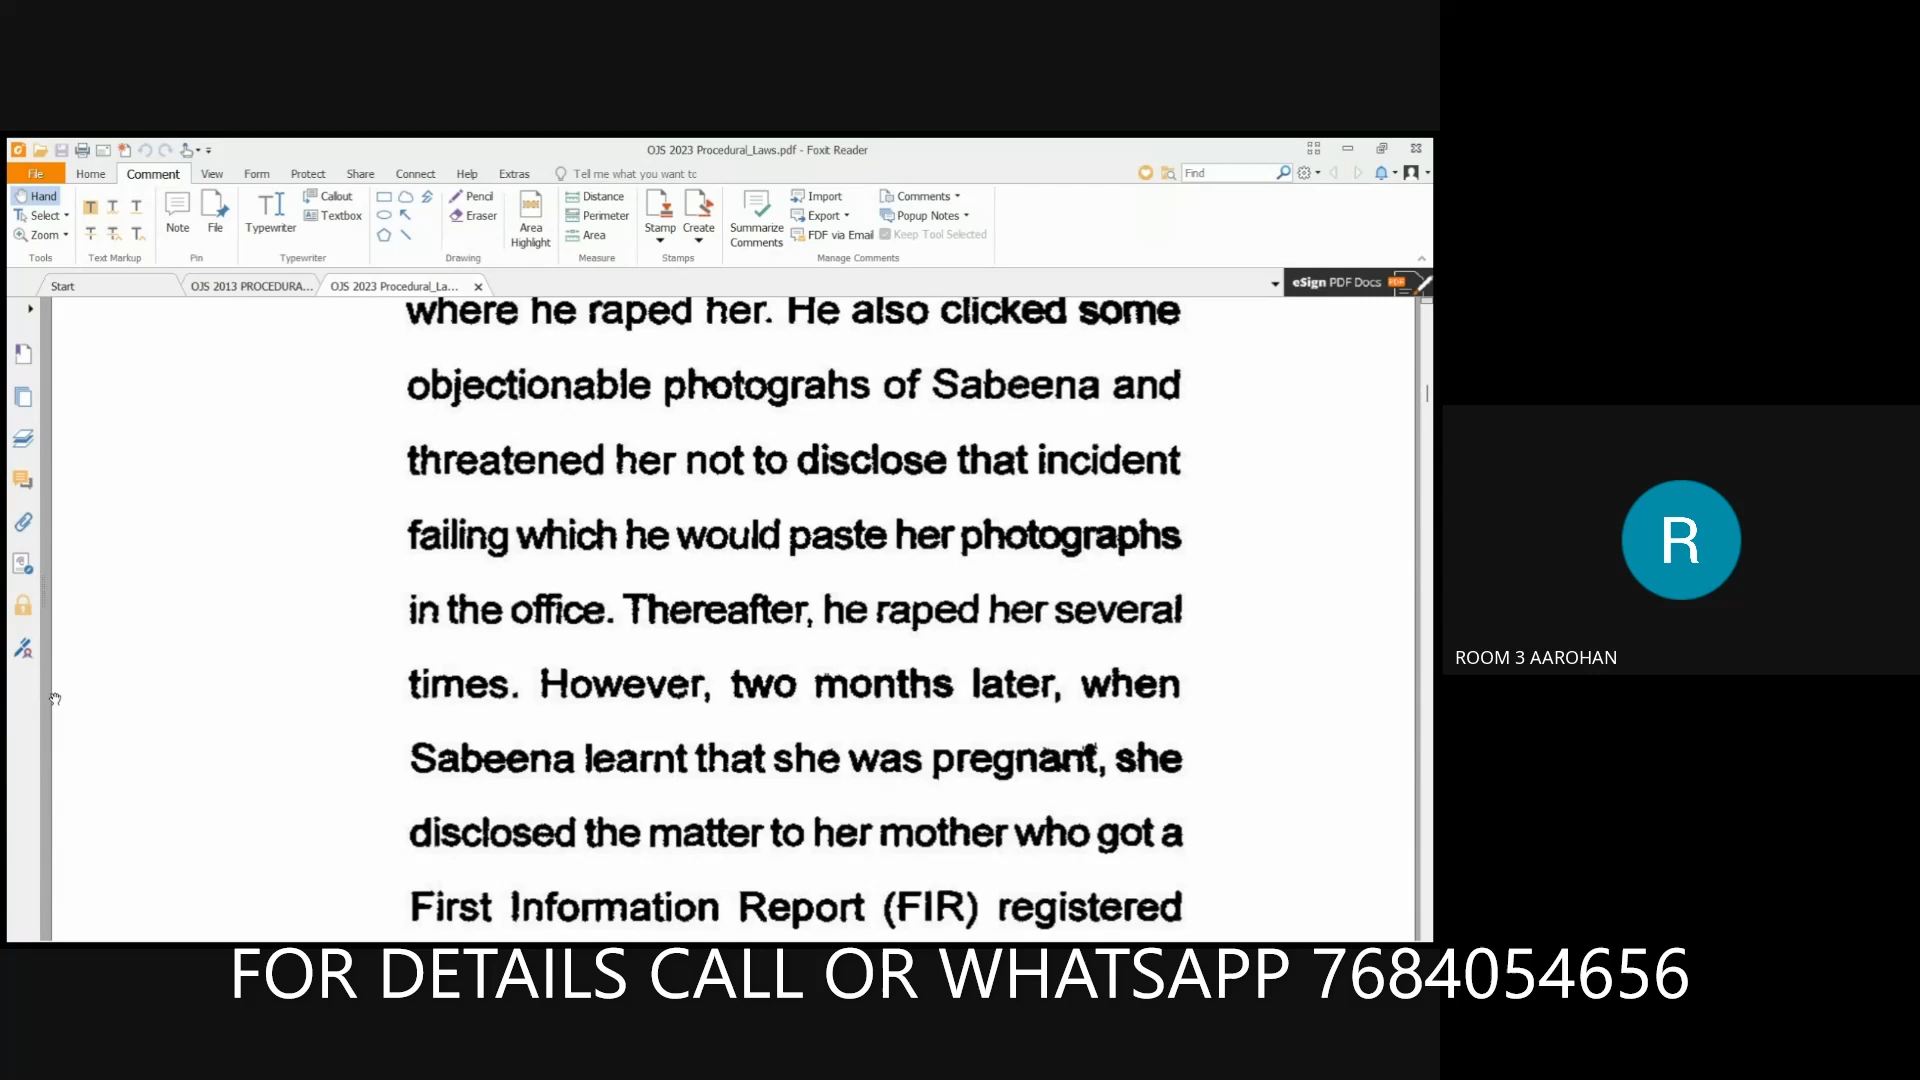 OJS 2023 Procedural_Laws.pdf - Foxit Reader
File Home Comment View Form Protect Share Connect Help Extras Tell me what you want tc Find
Hand
Select
Zoom
Tools
Text Markup
Note
File
Pin
Typewriter
Callout
Textbox
Typewriter
Pencil
Eraser
Area
Highlight
Drawing
Distance
Perimeter
Area
Measure
Stamp
Create
Stamps
Summarize
Comments
Import
Export
FDF via Email
Comments
Popup Notes
Keep Tool Selected
Manage Comments
Start
OJS 2013 PROCEDURA...
OJS 2023 Procedural_La...
eSign PDF Docs
where he raped her. He also clicked some
objectionable photograhs of Sabeena and
threatened her not to disclose that incident
failing which he would paste her photographs
in the office. Thereafter, he raped her several
times. However, two months later, when
Sabeena learnt that she was pregnant, she
disclosed the matter to her mother who got a
First Information Report (FIR) registered
R
ROOM 3 AAROHAN
FOR DETAILS CALL OR WHATSAPP 7684054656